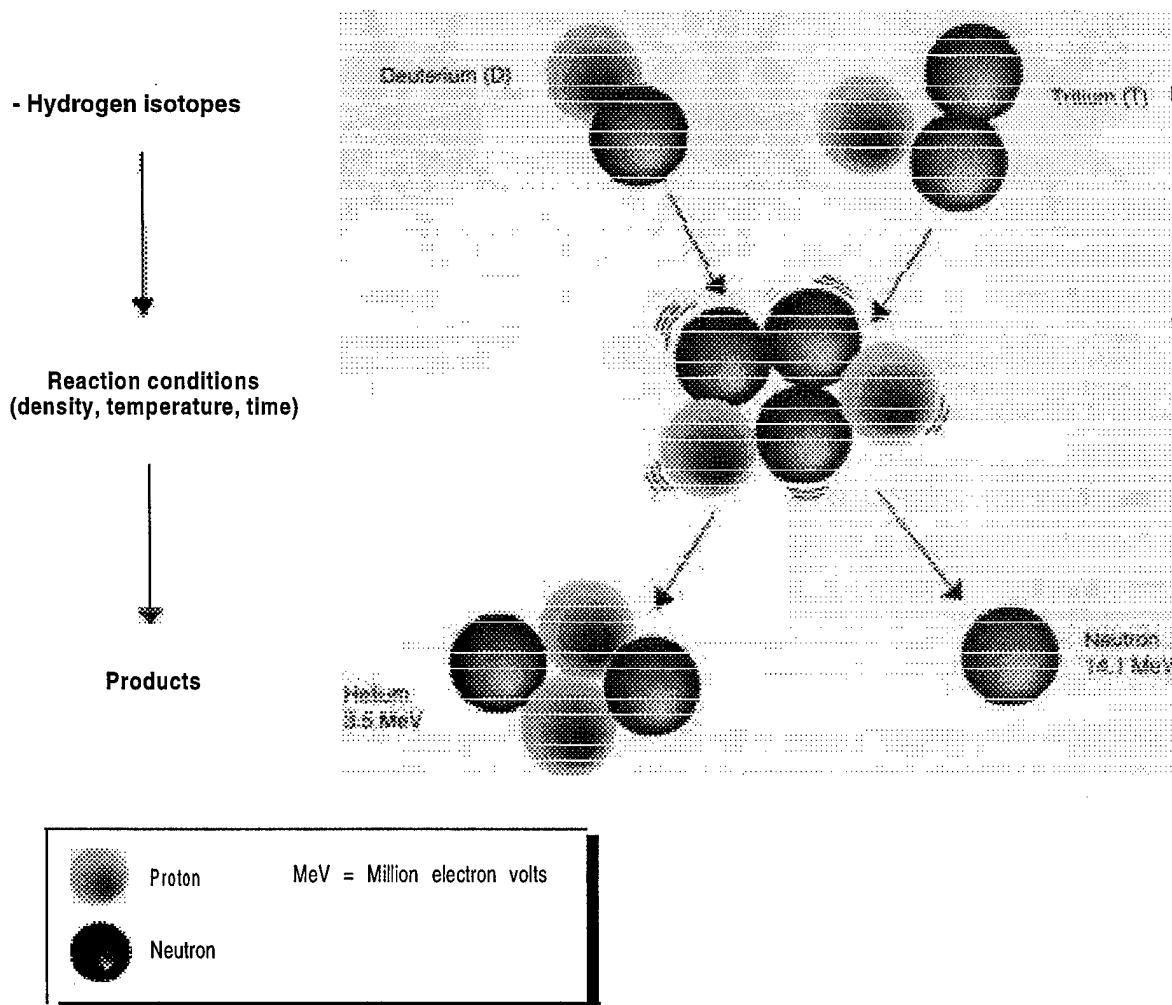 Deuterium (D)
Tritium (T)
- Hydrogen isotopes
Reaction conditions
(density, temperature, time)
Products
Helium
3.5 MeV
Neutron
14.1 MeV
Proton
MeV = Million electron volts
Neutron